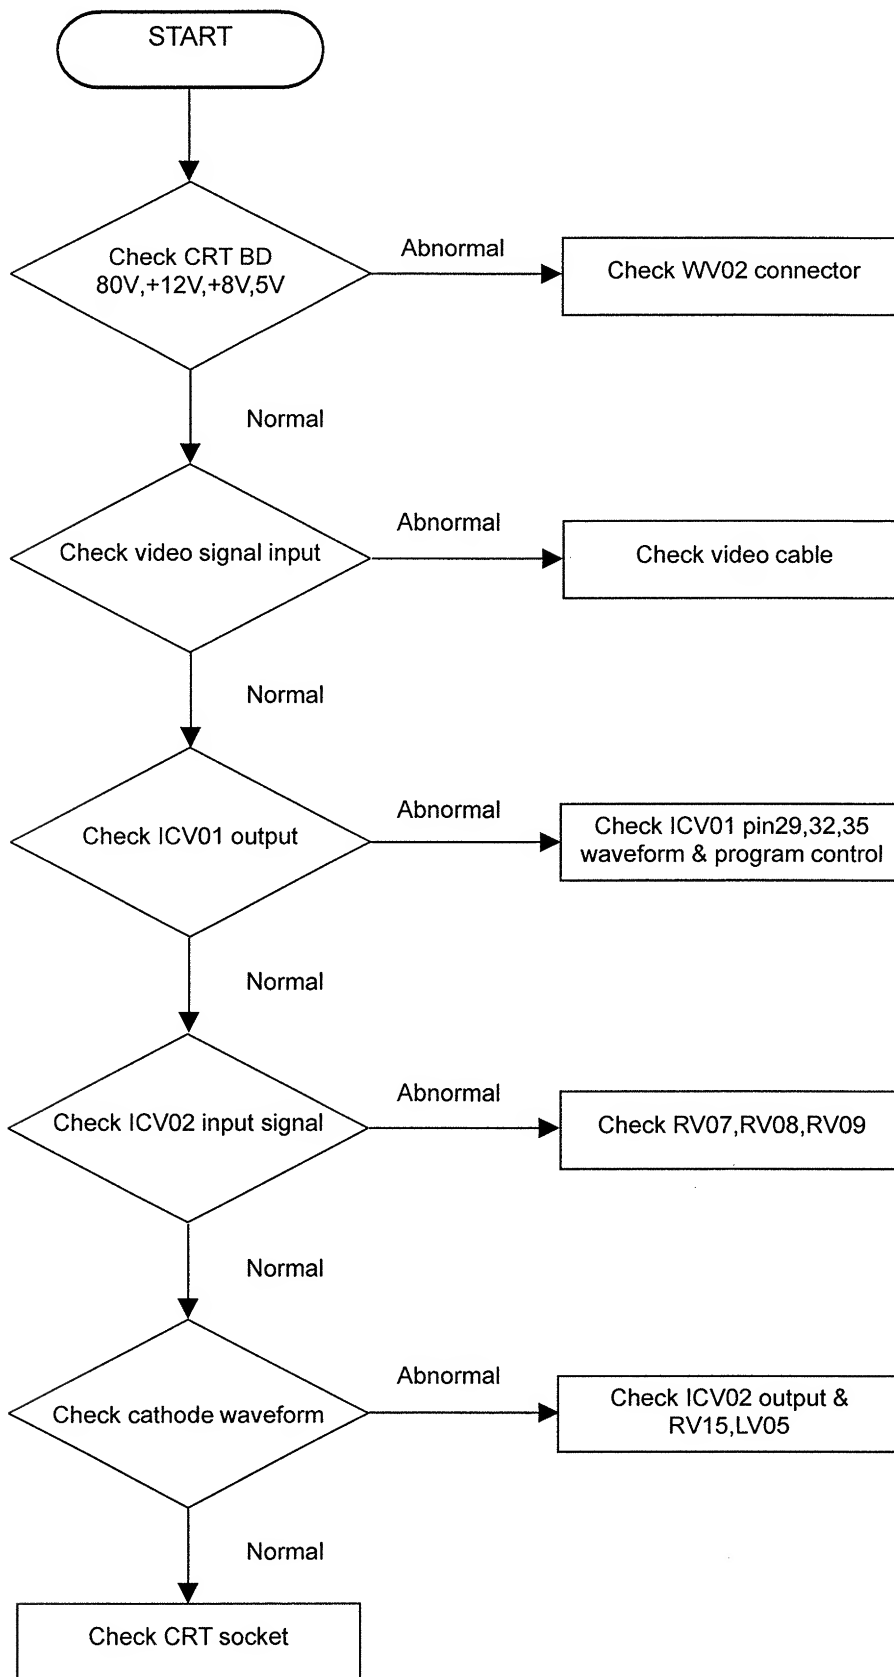 START
Check CRT BD
80V,+12V,+8V,5V
Abnormal
Check WV02 connector
Normal
Check video signal input
Abnormal
Check video cable
Normal
Check ICV01 output
Abnormal
Check ICV01 pin29,32,35
waveform & program control
Normal
Check ICV02 input signal
Abnormal
Check RV07,RV08,RV09
Normal
Check cathode waveform
Abnormal
Check ICV02 output &
RV15,LV05
Normal
Check CRT socket